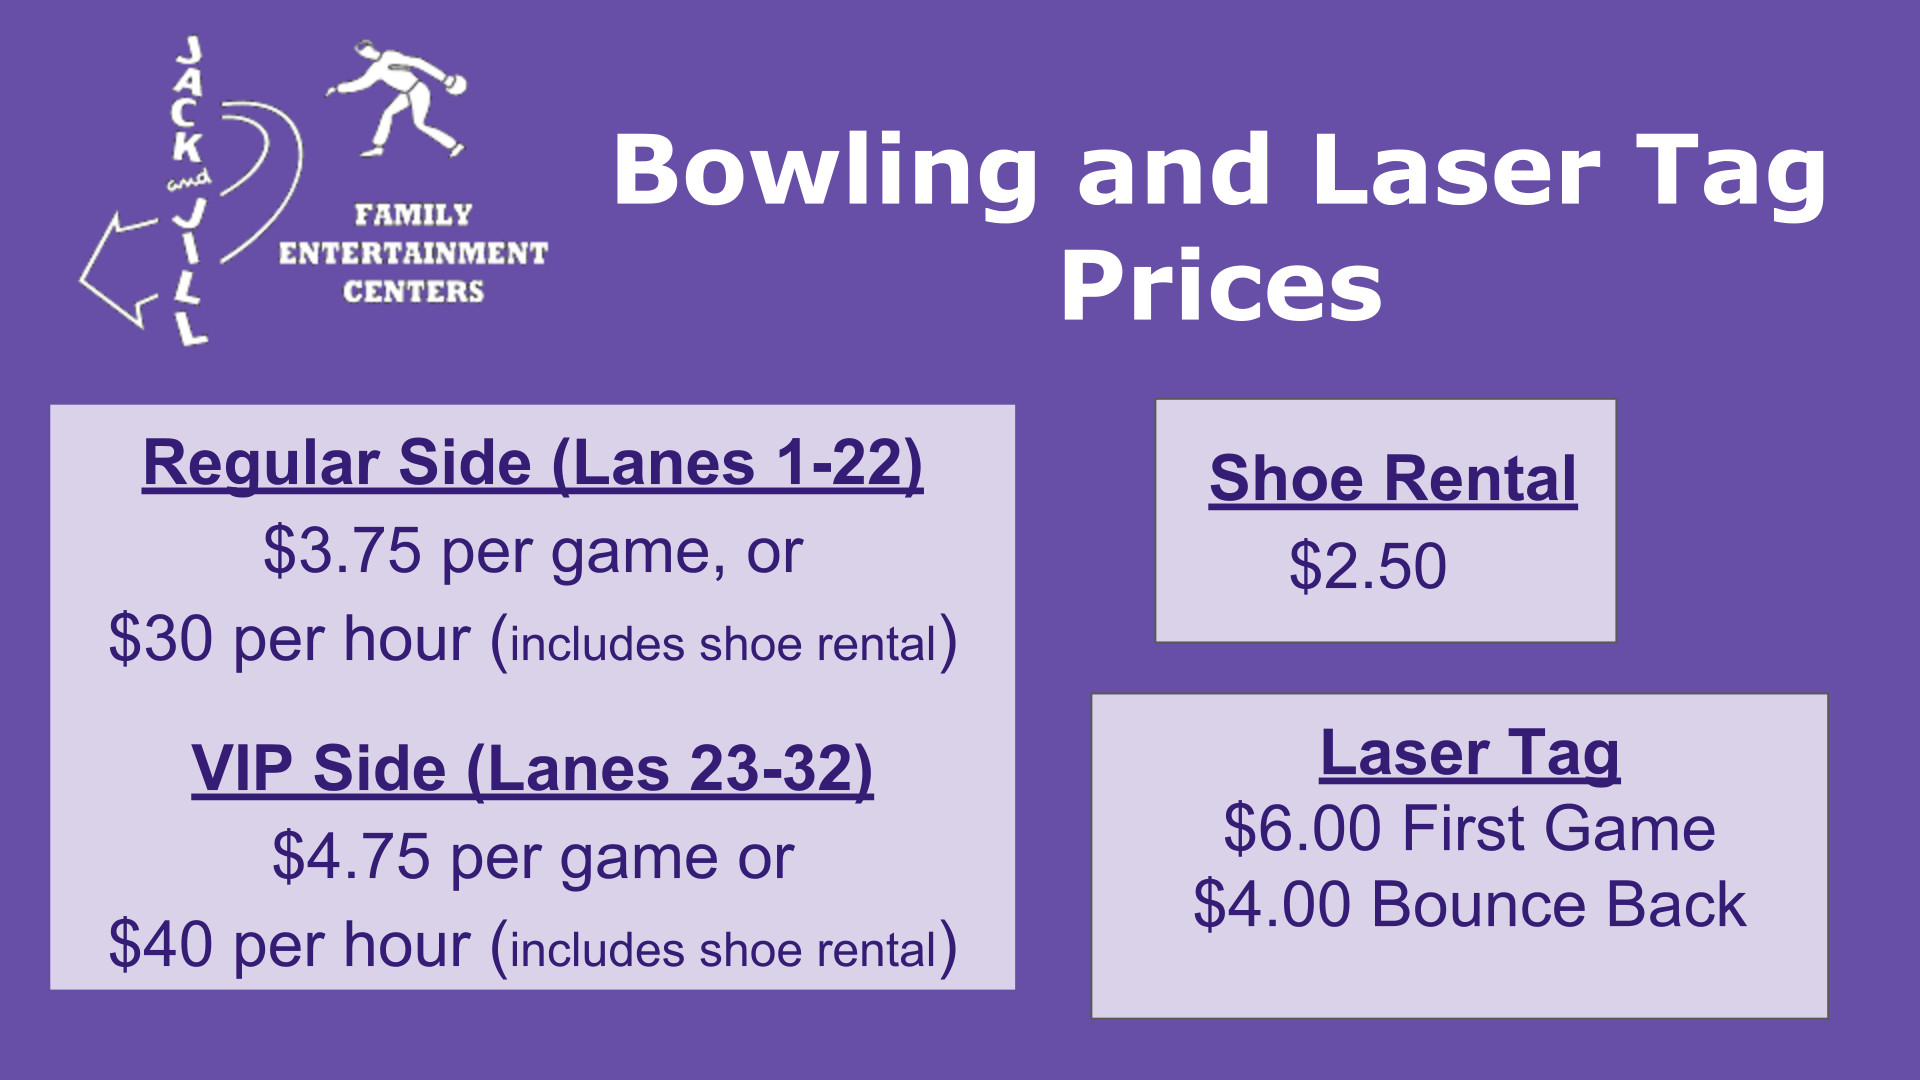 JACK and JILL
FAMILY
ENTERTAINMENT
CENTERS
Bowling and Laser Tag
Prices
Regular Side (Lanes 1-22)
$3.75 per game, or
$30 per hour (includes shoe rental)
VIP Side (Lanes 23-32)
$4.75 per game or
$40 per hour (includes shoe rental)
Shoe Rental
$2.50
Laser Tag
$6.00 First Game
$4.00 Bounce Back